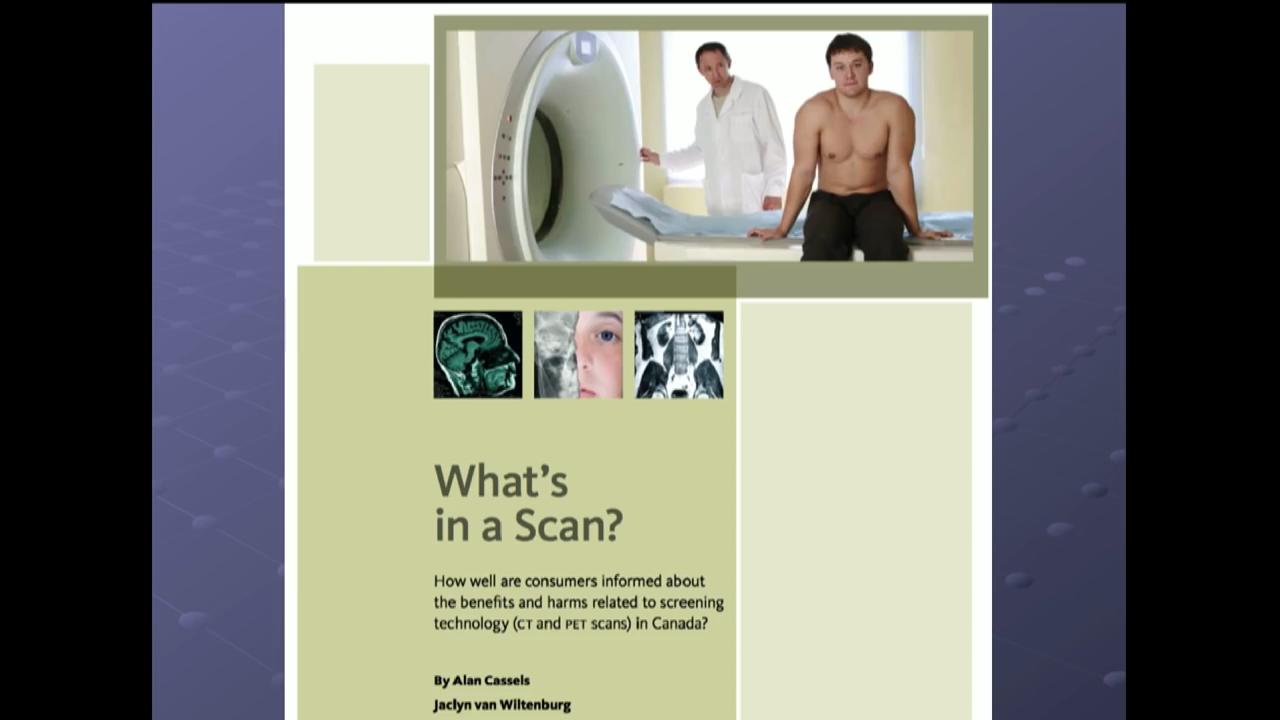 What's
in a Scan?
How well are consumers informed about
the benefits and harms related to screening
technology (CT and PET scans) in Canada?
By Alan Cassels
Jaclyn van Wiltenburg